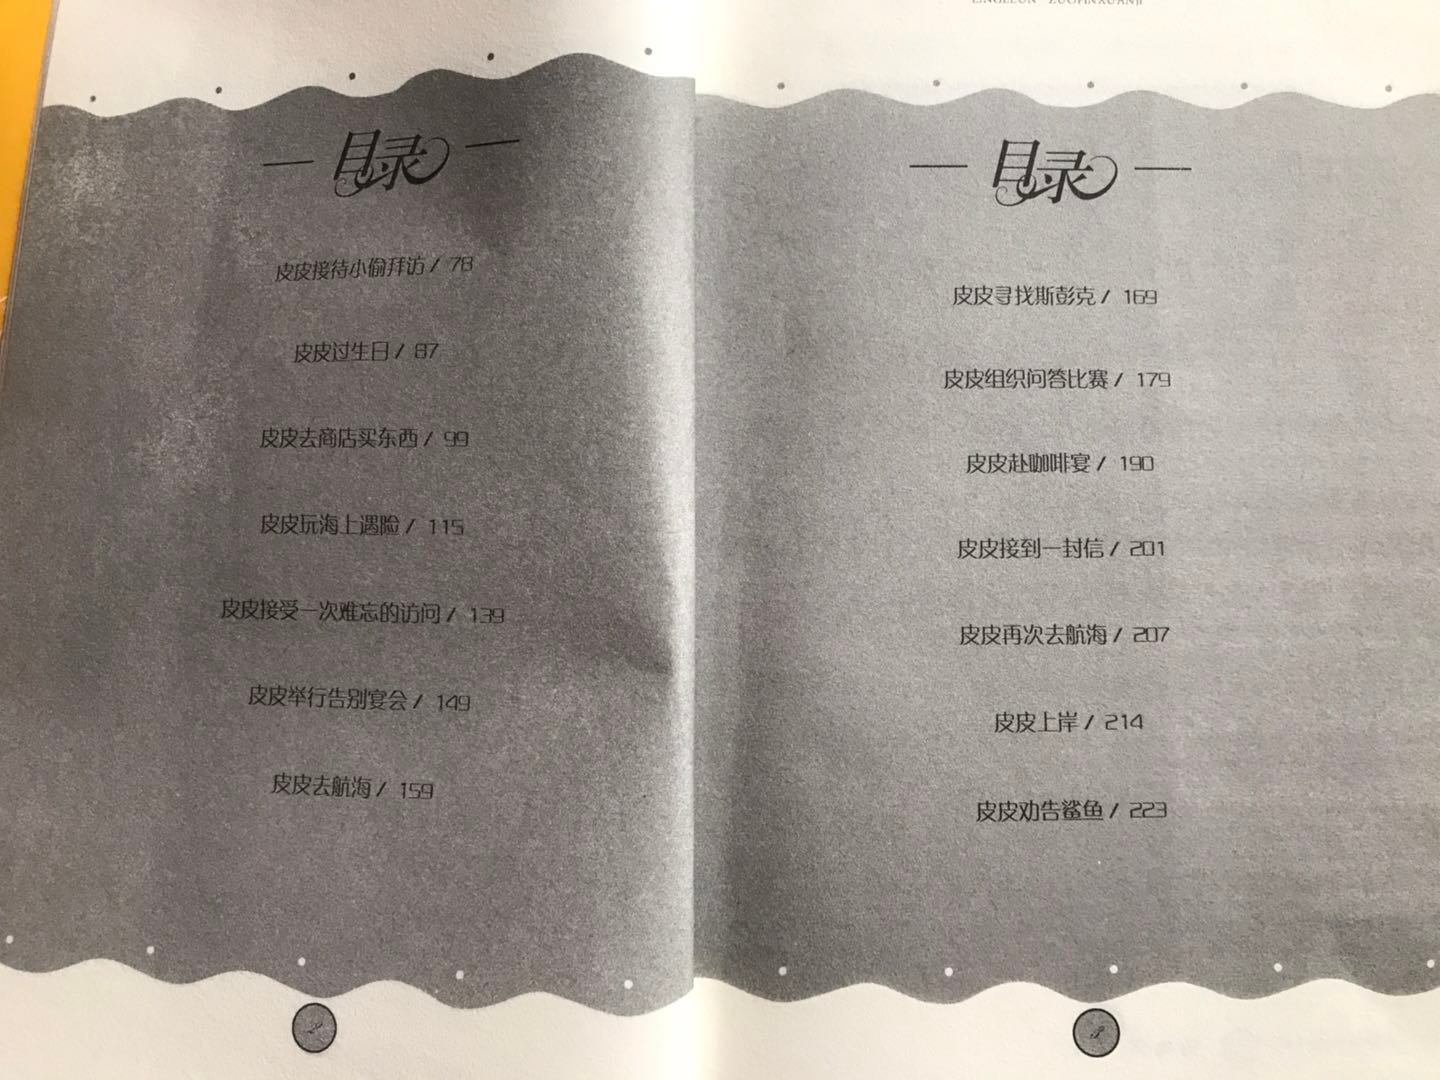 目录
皮皮接待小偷拜访 / 78
皮皮过生日 / 87
皮皮去商店买东西 / 99
皮皮玩海上遇险 / 115
皮皮接受一次难忘的访问 / 139
皮皮举行告别宴会 / 149
皮皮去航海 / 159
2
目录
皮皮寻找斯彭克 / 169
皮皮组织问答比赛 / 179
皮皮赴咖啡宴 / 190
皮皮接到一封信 / 201
皮皮再次去航海 / 207
皮皮上岸 / 214
皮皮劝告鲨鱼 / 223
3